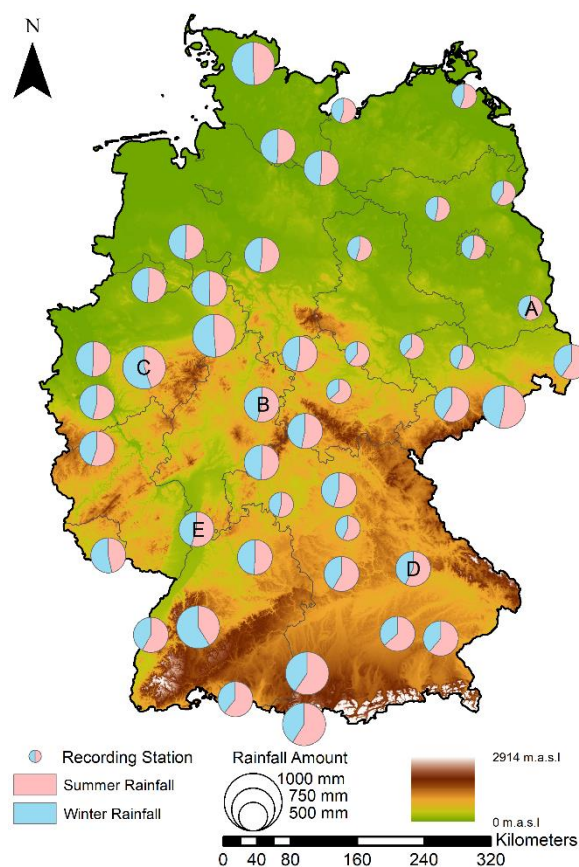 N
A
C
B
E
D
Recording Station
Summer Rainfall
Winter Rainfall
Rainfall Amount
1000 mm
750 mm
500 mm
2914 m.a.s.l
0 m.a.s.l
Kilometers
0 40 80 160 240 320